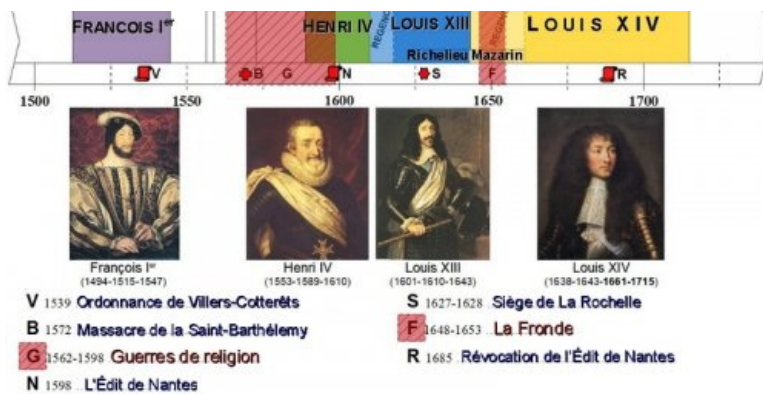 FRANCOIS Ier
HENRI IV
REGENCE
LOUIS XIII
REGENCE
LOUIS XIV
Richelieu Mazarin
V
B
G
N
S
F
R
1500
1550
1600
1650
1700
François Ier
(1494-1515-1547)
Henri IV
(1553-1589-1610)
Louis XIII
(1601-1610-1643)
Louis XIV
(1638-1643-1661-1715)
V 1539 Ordonnance de Villers-Cotterêts
B 1572 Massacre de la Saint-Barthélemy
G 1562-1598 Guerres de religion
N 1598 L'Édit de Nantes
S 1627-1628 Siège de La Rochelle
F 1648-1653 La Fronde
R 1685 Révocation de l'Édit de Nantes